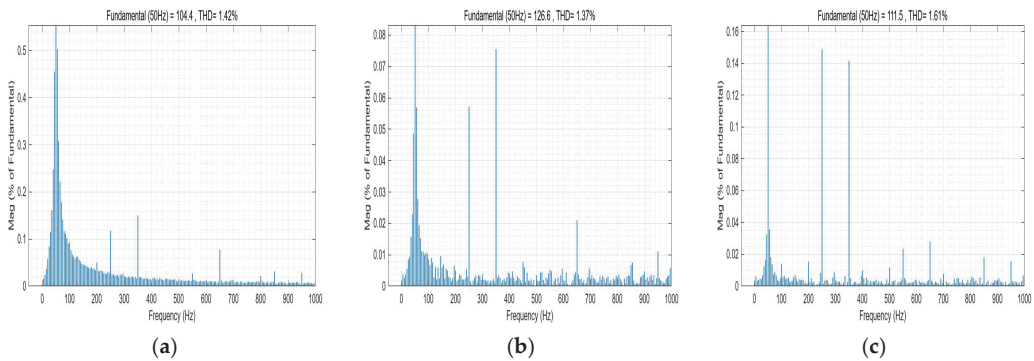 Fundamental (50Hz) = 104.4 , THD= 1.42%
Mag (% of Fundamental)
0.5
0.4
0.3
0.2
0.1
0
0 100 200 300 400 500 600 700 800 900 1000
Frequency (Hz)
(a)
Fundamental (50Hz) = 126.6 , THD= 1.37%
Mag (% of Fundamental)
0.08
0.07
0.06
0.05
0.04
0.03
0.02
0.01
0
0 100 200 300 400 500 600 700 800 900 1000
Frequency (Hz)
(b)
Fundamental (50Hz) = 111.5 , THD= 1.61%
Mag (% of Fundamental)
0.16
0.14
0.12
0.1
0.08
0.06
0.04
0.02
0
0 100 200 300 400 500 600 700 800 900 1000
Frequency (Hz)
(c)